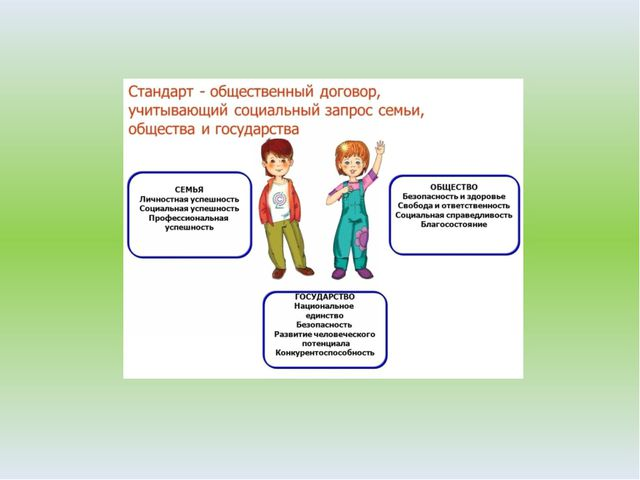 Стандарт - общественный договор,
учитывающий социальный запрос семьи,
общества и государства
СЕМЬЯ
Личностная успешность
Социальная успешность
Профессиональная
успешность
ОБЩЕСТВО
Безопасность и здоровье
Свобода и ответственность
Социальная справедливость
Благосостояние
ГОСУДАРСТВО
Национальное
единство
Безопасность
Развитие человеческого
потенциала
Конкурентоспособность